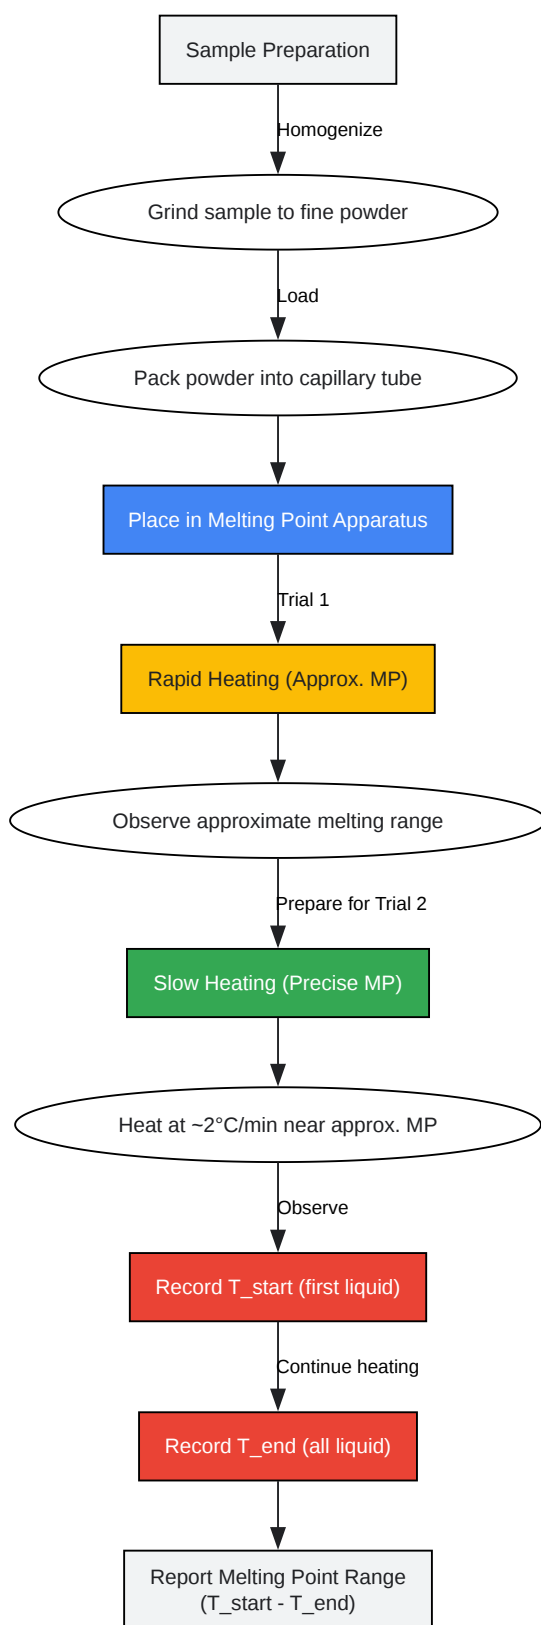 Sample Preparation
Homogenize
Grind sample to fine powder
Load
Pack powder into capillary tube
Place in Melting Point Apparatus
Trial 1
Rapid Heating (Approx. MP)
Observe approximate melting range
Prepare for Trial 2
Slow Heating (Precise MP)
Heat at ~2°C/min near approx. MP
Observe
Record T_start (first liquid)
Continue heating
Record T_end (all liquid)
Report Melting Point Range
(T_start - T_end)